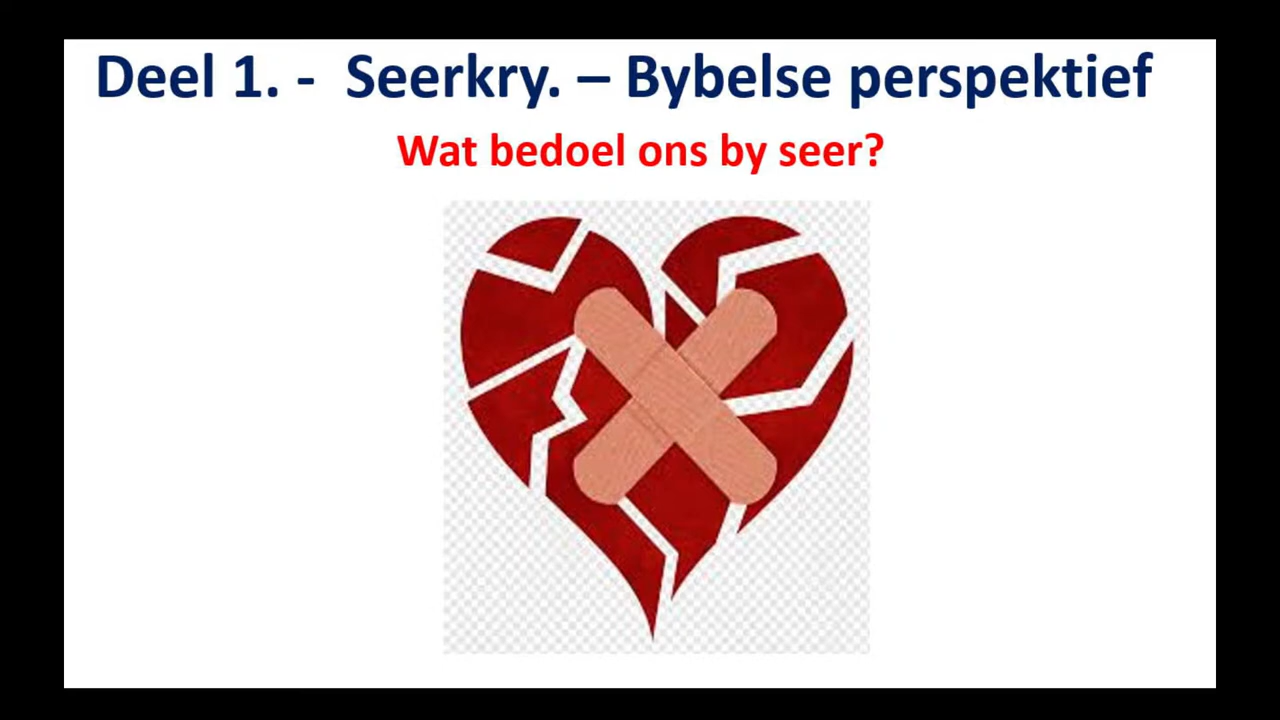 Deel 1. - Seerkry. – Bybelse perspektief
Wat bedoel ons by seer?